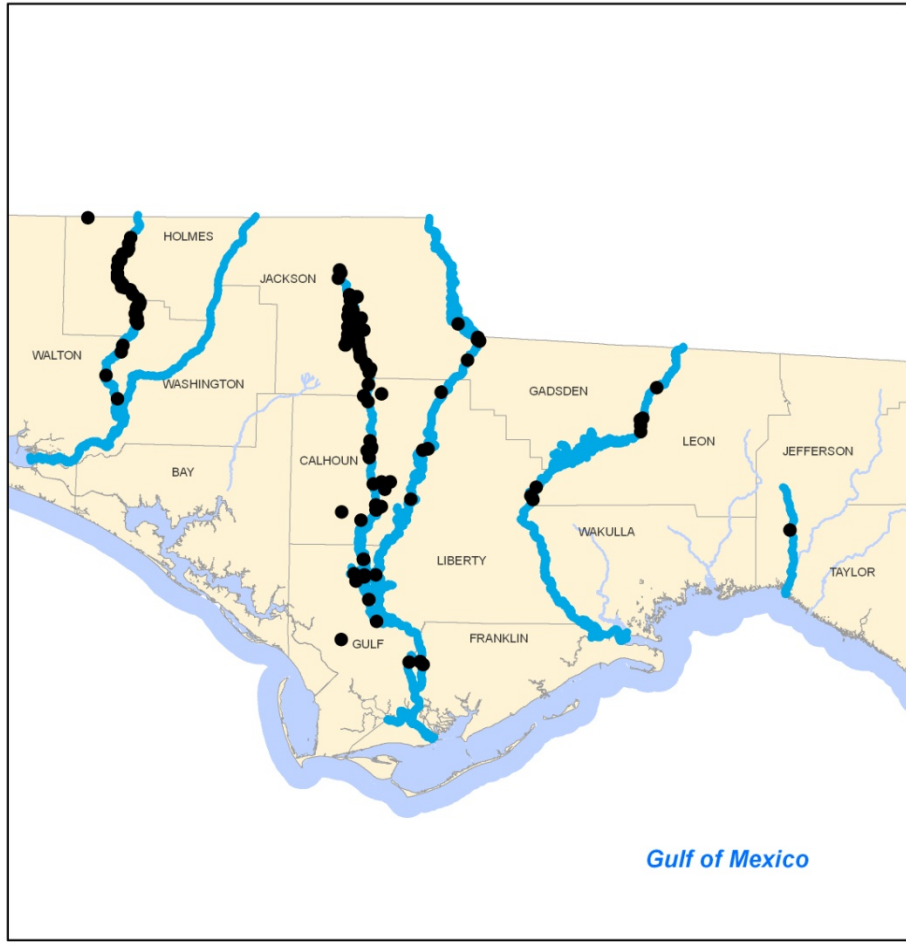 HOLMES
JACKSON
WALTON
WASHINGTON
GADSDEN
LEON
JEFFERSON
BAY
CALHOUN
WAKULLA
LIBERTY
TAYLOR
GULF
FRANKLIN
Gulf of Mexico